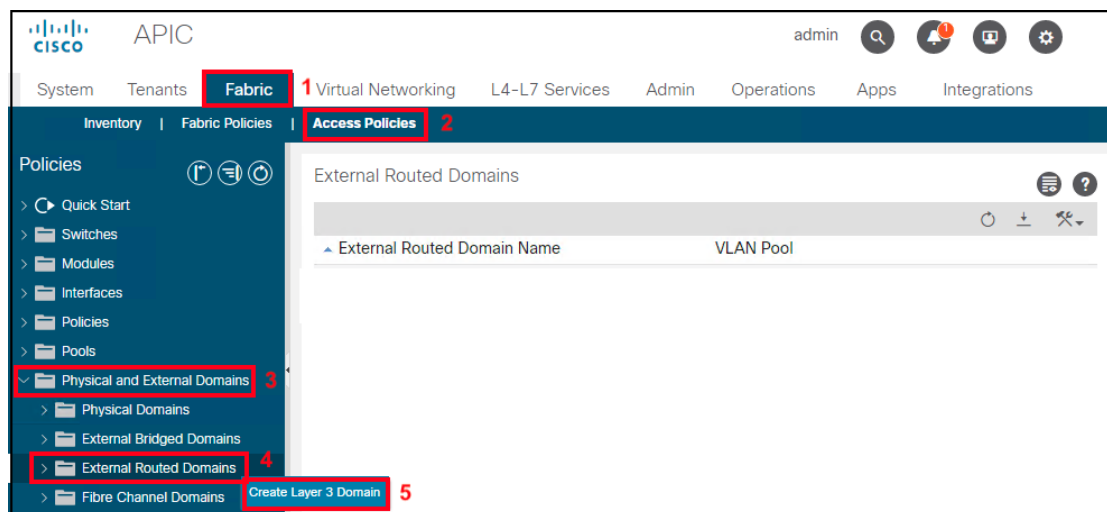 CISCO APIC admin 1
System Tenants Fabric 1 Virtual Networking L4-L7 Services Admin Operations Apps Integrations
Inventory | Fabric Policies | Access Policies 2
Policies
External Routed Domains
Quick Start
Switches
External Routed Domain Name VLAN Pool
Modules
Interfaces
Policies
Pools
Physical and External Domains 3
Physical Domains
External Bridged Domains
External Routed Domains 4
Fibre Channel Domains
Create Layer 3 Domain 5